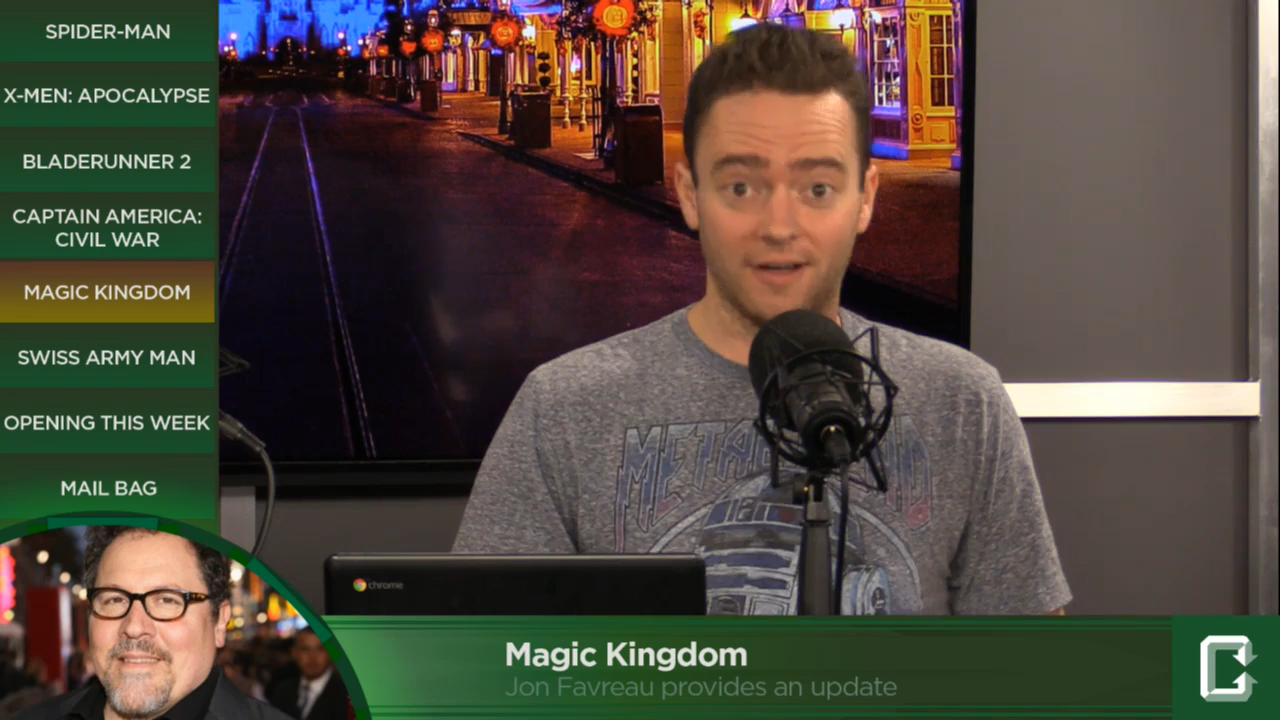 SPIDER-MAN
X-MEN: APOCALYPSE
BLADERUNNER 2
CAPTAIN AMERICA:
CIVIL WAR
MAGIC KINGDOM
SWISS ARMY MAN
OPENING THIS WEEK
MAIL BAG
chrome
Magic Kingdom
Jon Favreau provides an update